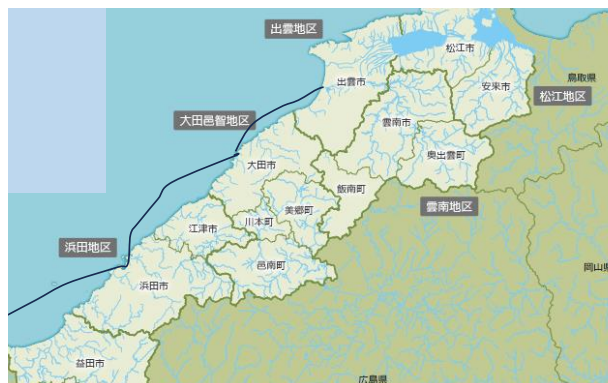 出雲地区
松江市
出雲市
安来市
鳥取県
松江地区
大田邑智地区
雲南市
奥出雲町
大田市
飯南町
雲南地区
美郷町
川本町
江津市
浜田地区
邑南町
岡山県
浜田市
益田市
広島県